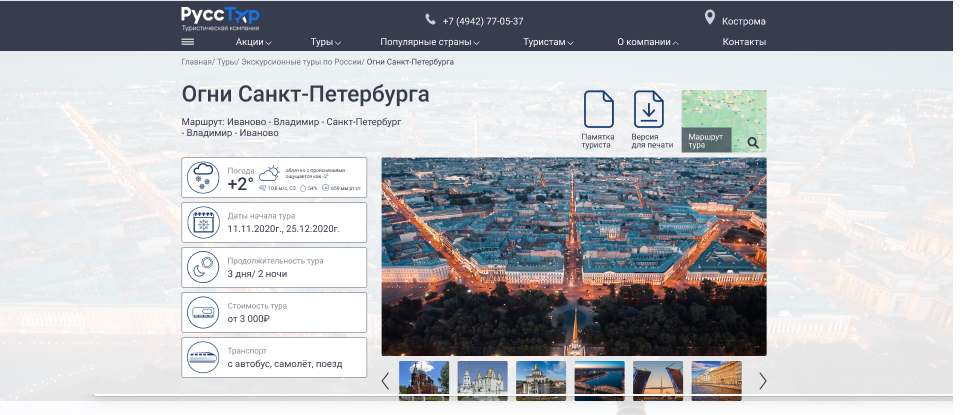 РуссТур
Туристическая компания
+7 (4942) 77-05-37
Кострома
Акции
Туры
Популярные страны
Туристам
О компании
Контакты
Главная/ Туры/ Экскурсионные туры по России/ Огни Санкт-Петербурга
Огни Санкт-Петербурга
Маршрут: Иваново - Владимир - Санкт-Петербург
- Владимир - Иваново
Памятка
туриста
Версия
для печати
Маршрут
тура
Погода
+2°
облачно с прояснениями
ощущается как -2°
10,8 м/с, СЗ
54%
659 мм рт.ст
Даты начала тура
11.11.2020г., 25.12.2020г.
Продолжительность тура
3 дня/ 2 ночи
Стоимость тура
от 3 000₽
Транспорт
с автобус, самолёт, поезд